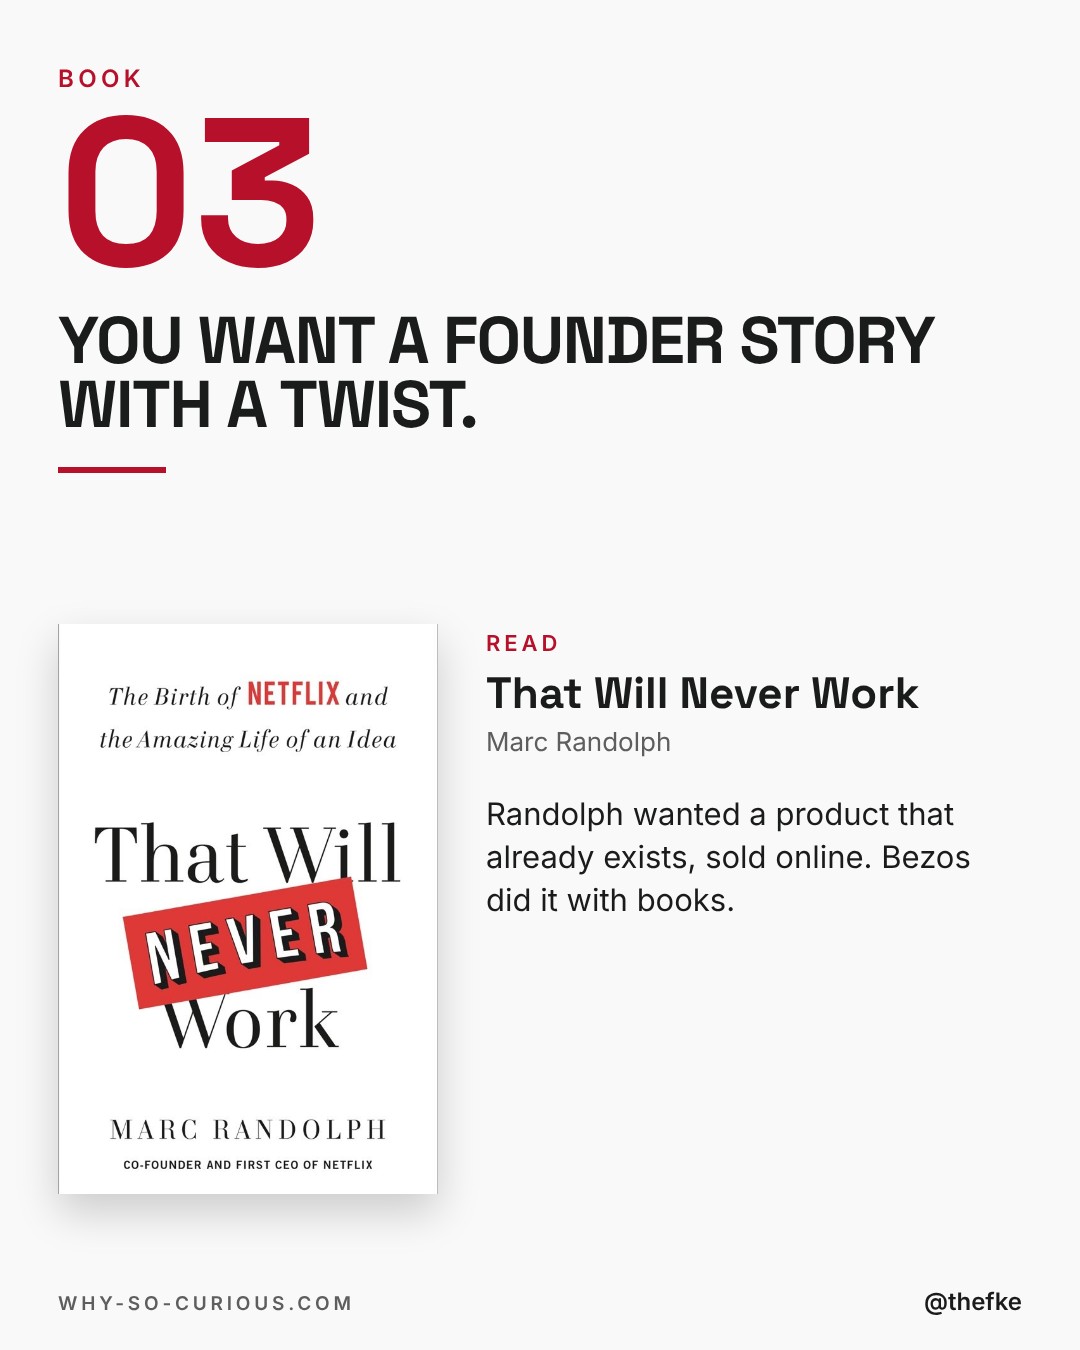 BOOK
03
YOU WANT A FOUNDER STORY
WITH A TWIST.
The Birth of NETFLIX and
the Amazing Life of an Idea
That Will
NEVER
Work
MARC RANDOLPH
CO-FOUNDER AND FIRST CEO OF NETFLIX
READ
That Will Never Work
Marc Randolph
Randolph wanted a product that
already exists, sold online. Bezos
did it with books.
WHY-SO-CURIOUS.COM
@thefke